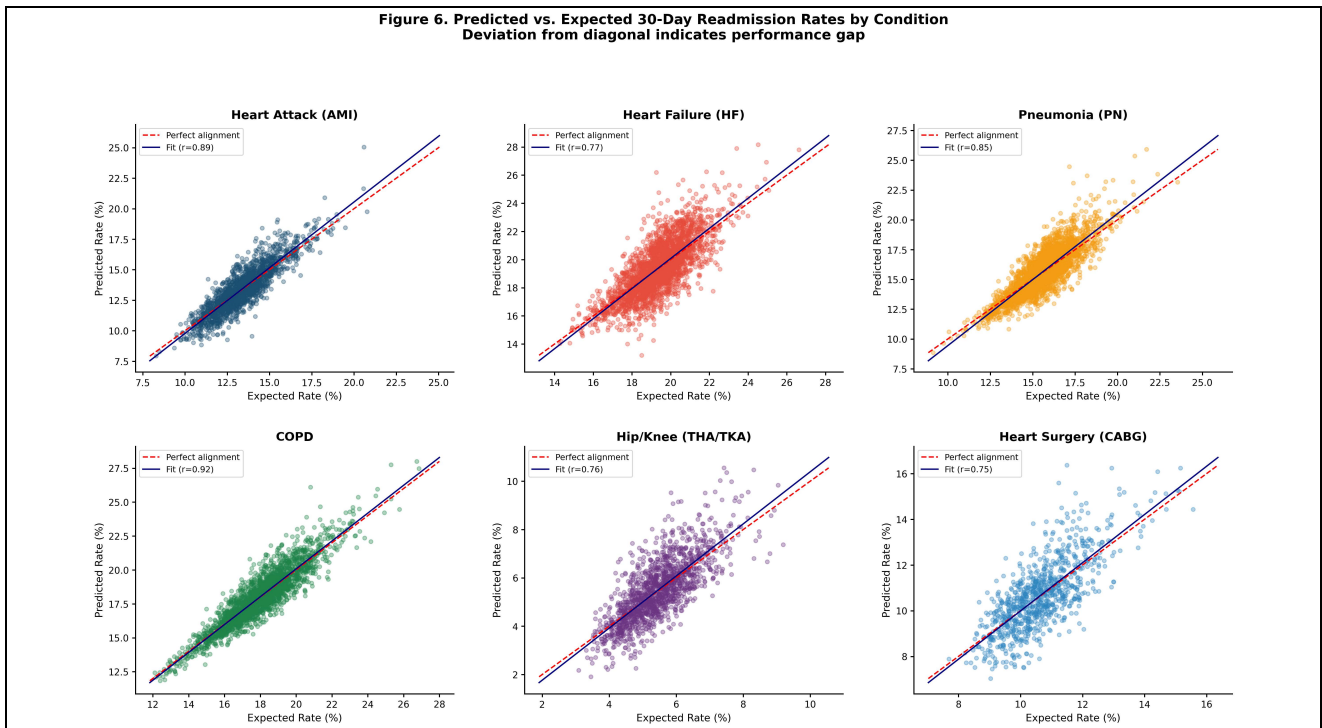 Figure 6. Predicted vs. Expected 30-Day Readmission Rates by Condition
Deviation from diagonal indicates performance gap
Heart Attack (AMI)
Perfect alignment
Fit (r=0.89)
Predicted Rate (%)
25.0
22.5
20.0
17.5
15.0
12.5
10.0
7.5
7.5 10.0 12.5 15.0 17.5 20.0 22.5 25.0
Expected Rate (%)
Heart Failure (HF)
Perfect alignment
Fit (r=0.77)
Predicted Rate (%)
28
26
24
22
20
18
16
14
14 16 18 20 22 24 26 28
Expected Rate (%)
Pneumonia (PN)
Perfect alignment
Fit (r=0.85)
Predicted Rate (%)
27.5
25.0
22.5
20.0
17.5
15.0
12.5
10.0
7.5
10.0 12.5 15.0 17.5 20.0 22.5 25.0
Expected Rate (%)
COPD
Perfect alignment
Fit (r=0.92)
Predicted Rate (%)
27.5
25.0
22.5
20.0
17.5
15.0
12.5
12 14 16 18 20 22 24 26 28
Expected Rate (%)
Hip/Knee (THA/TKA)
Perfect alignment
Fit (r=0.76)
Predicted Rate (%)
10
8
6
4
2
2 4 6 8 10
Expected Rate (%)
Heart Surgery (CABG)
Perfect alignment
Fit (r=0.75)
Predicted Rate (%)
16
14
12
10
8
8 10 12 14 16
Expected Rate (%)